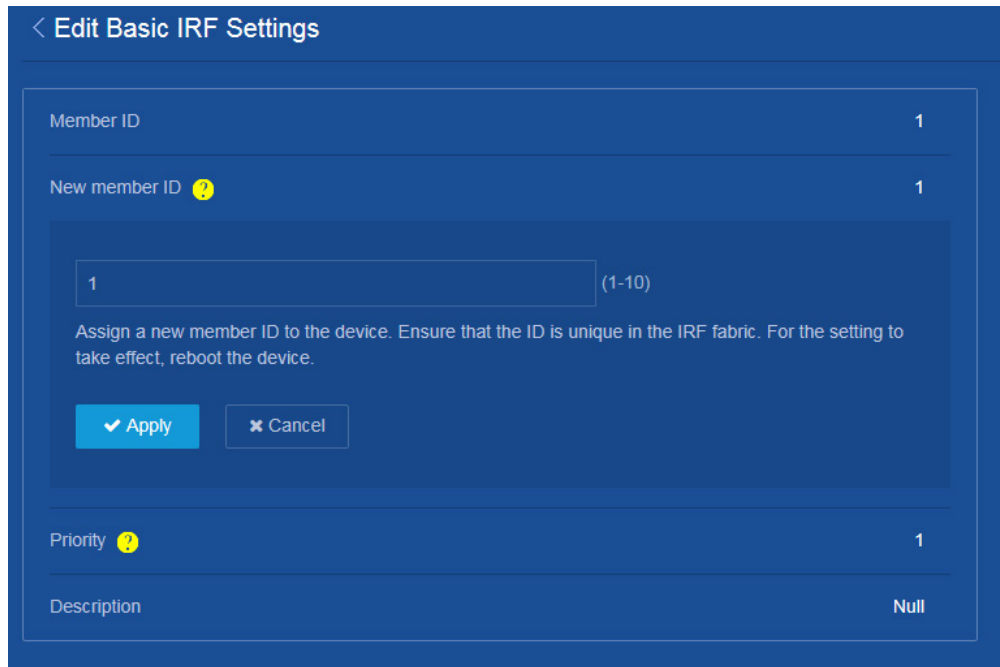 Edit Basic IRF Settings
Member ID 1
New member ID ? 1
1 (1-10)
Assign a new member ID to the device. Ensure that the ID is unique in the IRF fabric. For the setting to
take effect, reboot the device.
Apply Cancel
Priority ? 1
Description Null